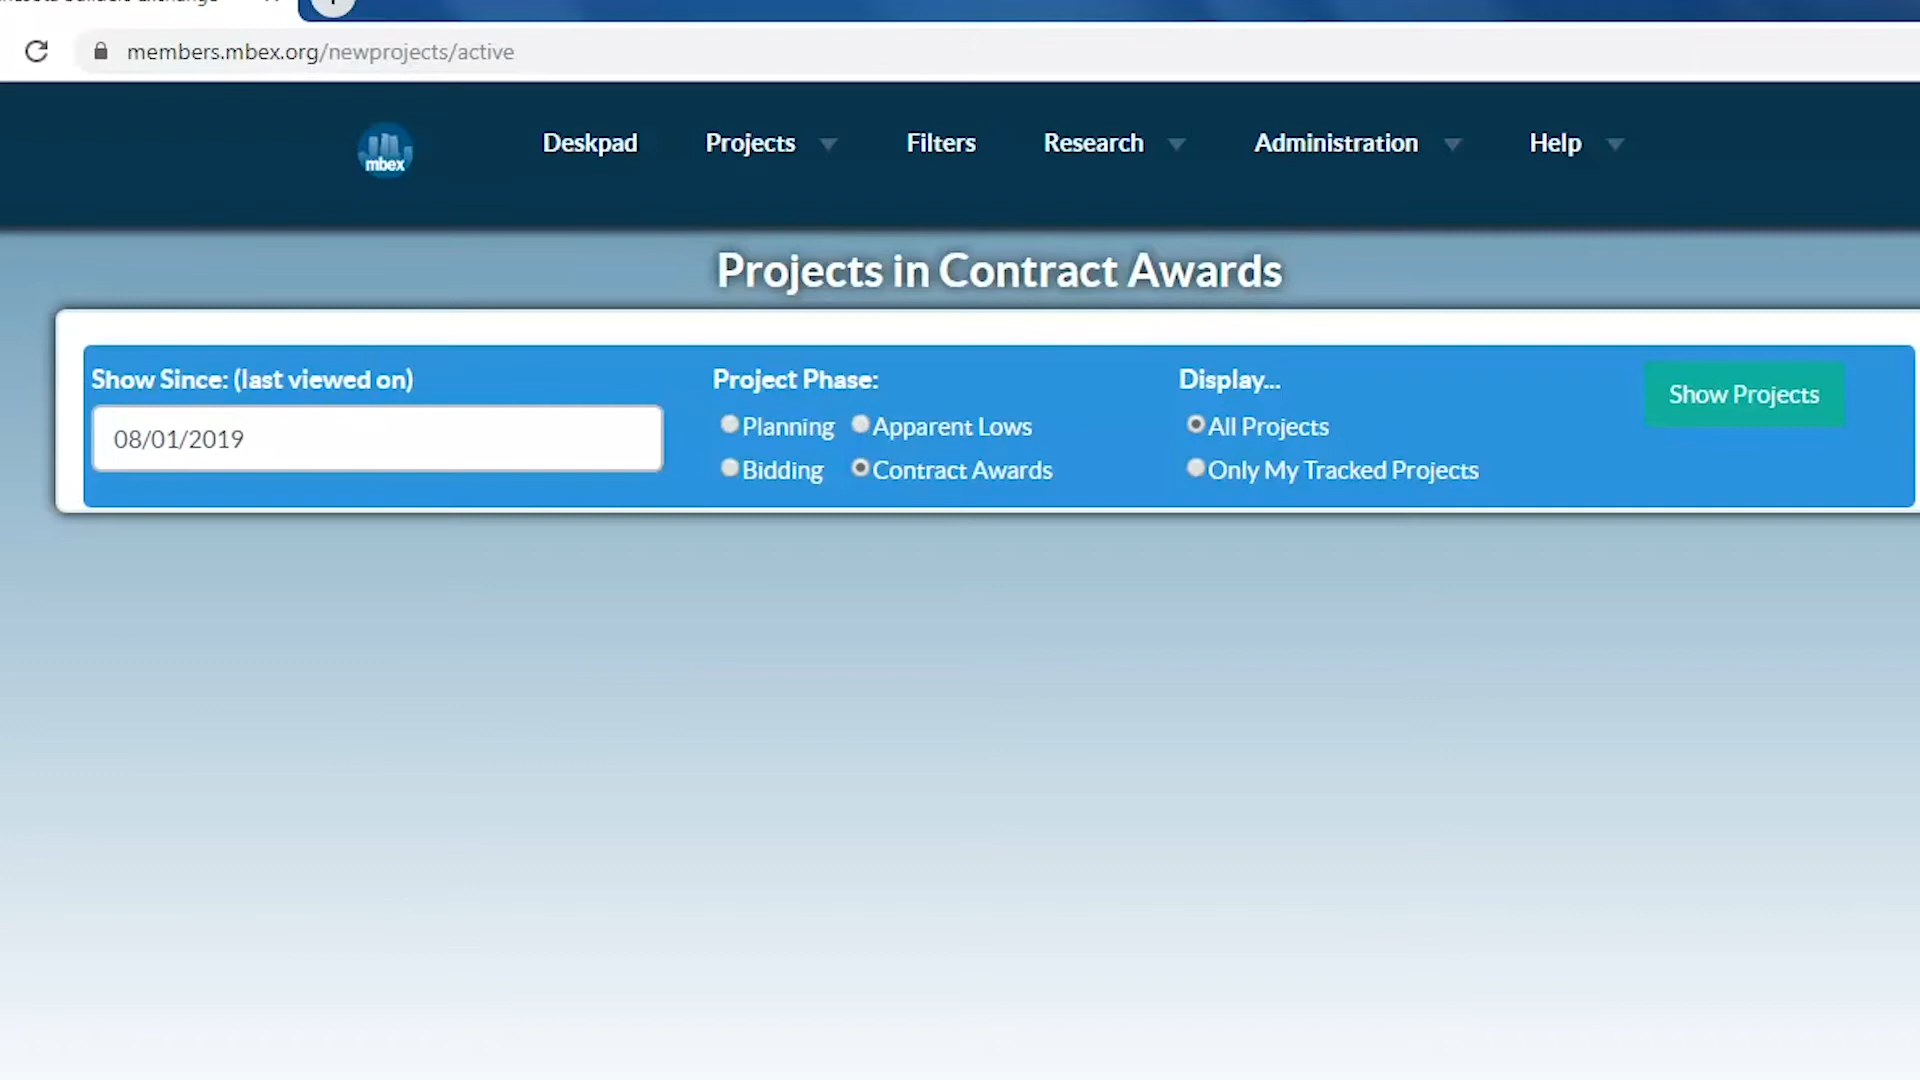 members.mbex.org/newprojects/active
mbex
Deskpad Projects Filters Research Administration Help
Projects in Contract Awards
Show Since: (last viewed on) Project Phase: Display... Show Projects
08/01/2019 Planning Apparent Lows All Projects
Bidding Contract Awards Only My Tracked Projects